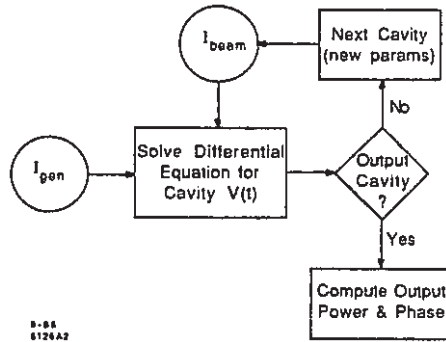 I beam
Next Cavity
(new params)
No
I gen
Solve Differential
Equation for
Cavity V(t)
Output
Cavity
?
Yes
Compute Output
Power & Phase
8-86
6126A2